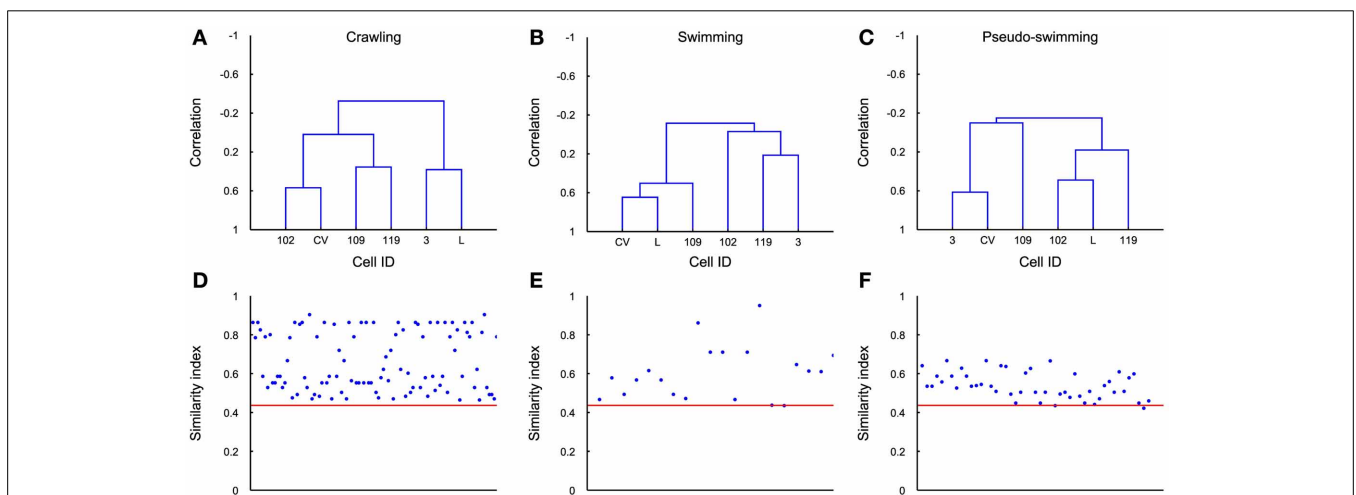 A Crawling
-1
-0.6
-0.2
0.2
0.6
1
Correlation
102 CV 109 119 3 L
Cell ID
B Swimming
-1
-0.6
-0.2
0.2
0.6
1
Correlation
CV L 109 102 119 3
Cell ID
C Pseudo-swimming
-1
-0.6
-0.2
0.2
0.6
1
Correlation
3 CV 109 102 L 119
Cell ID
D
1
0.8
0.6
0.4
0.2
0
Similarity index
E
1
0.8
0.6
0.4
0.2
0
Similarity index
F
1
0.8
0.6
0.4
0.2
0
Similarity index